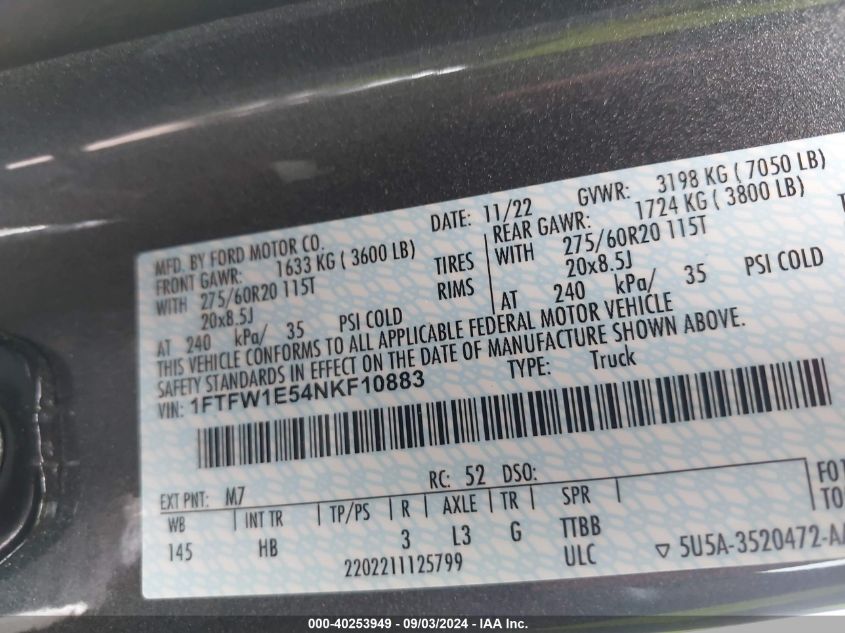 MFD. BY FORD MOTOR CO.
DATE: 11/22 GVWR: 3198 KG ( 7050 LB)
FRONT GAWR: 1633 KG ( 3600 LB)
REAR GAWR: 1724 KG ( 3800 LB)
WITH 275/60R20 115T TIRES WITH 275/60R20 115T
20x8.5J RIMS 20x8.5J
AT 240 kPa/ 35 PSI COLD AT 240 kPa/ 35 PSI COLD
THIS VEHICLE CONFORMS TO ALL APPLICABLE FEDERAL MOTOR VEHICLE
SAFETY STANDARDS IN EFFECT ON THE DATE OF MANUFACTURE SHOWN ABOVE.
VIN: 1FTFW1E54NKF10883 TYPE: Truck
EXT PNT: M7 RC: 52 DSO:
WB INT TR TP/PS R AXLE TR SPR
145 HB 3 L3 G TTBB
2202211125799 ULC
▽ 5U5A-3520472-A
FO
TO
000-40253949 - 09/03/2024 - IAA Inc.